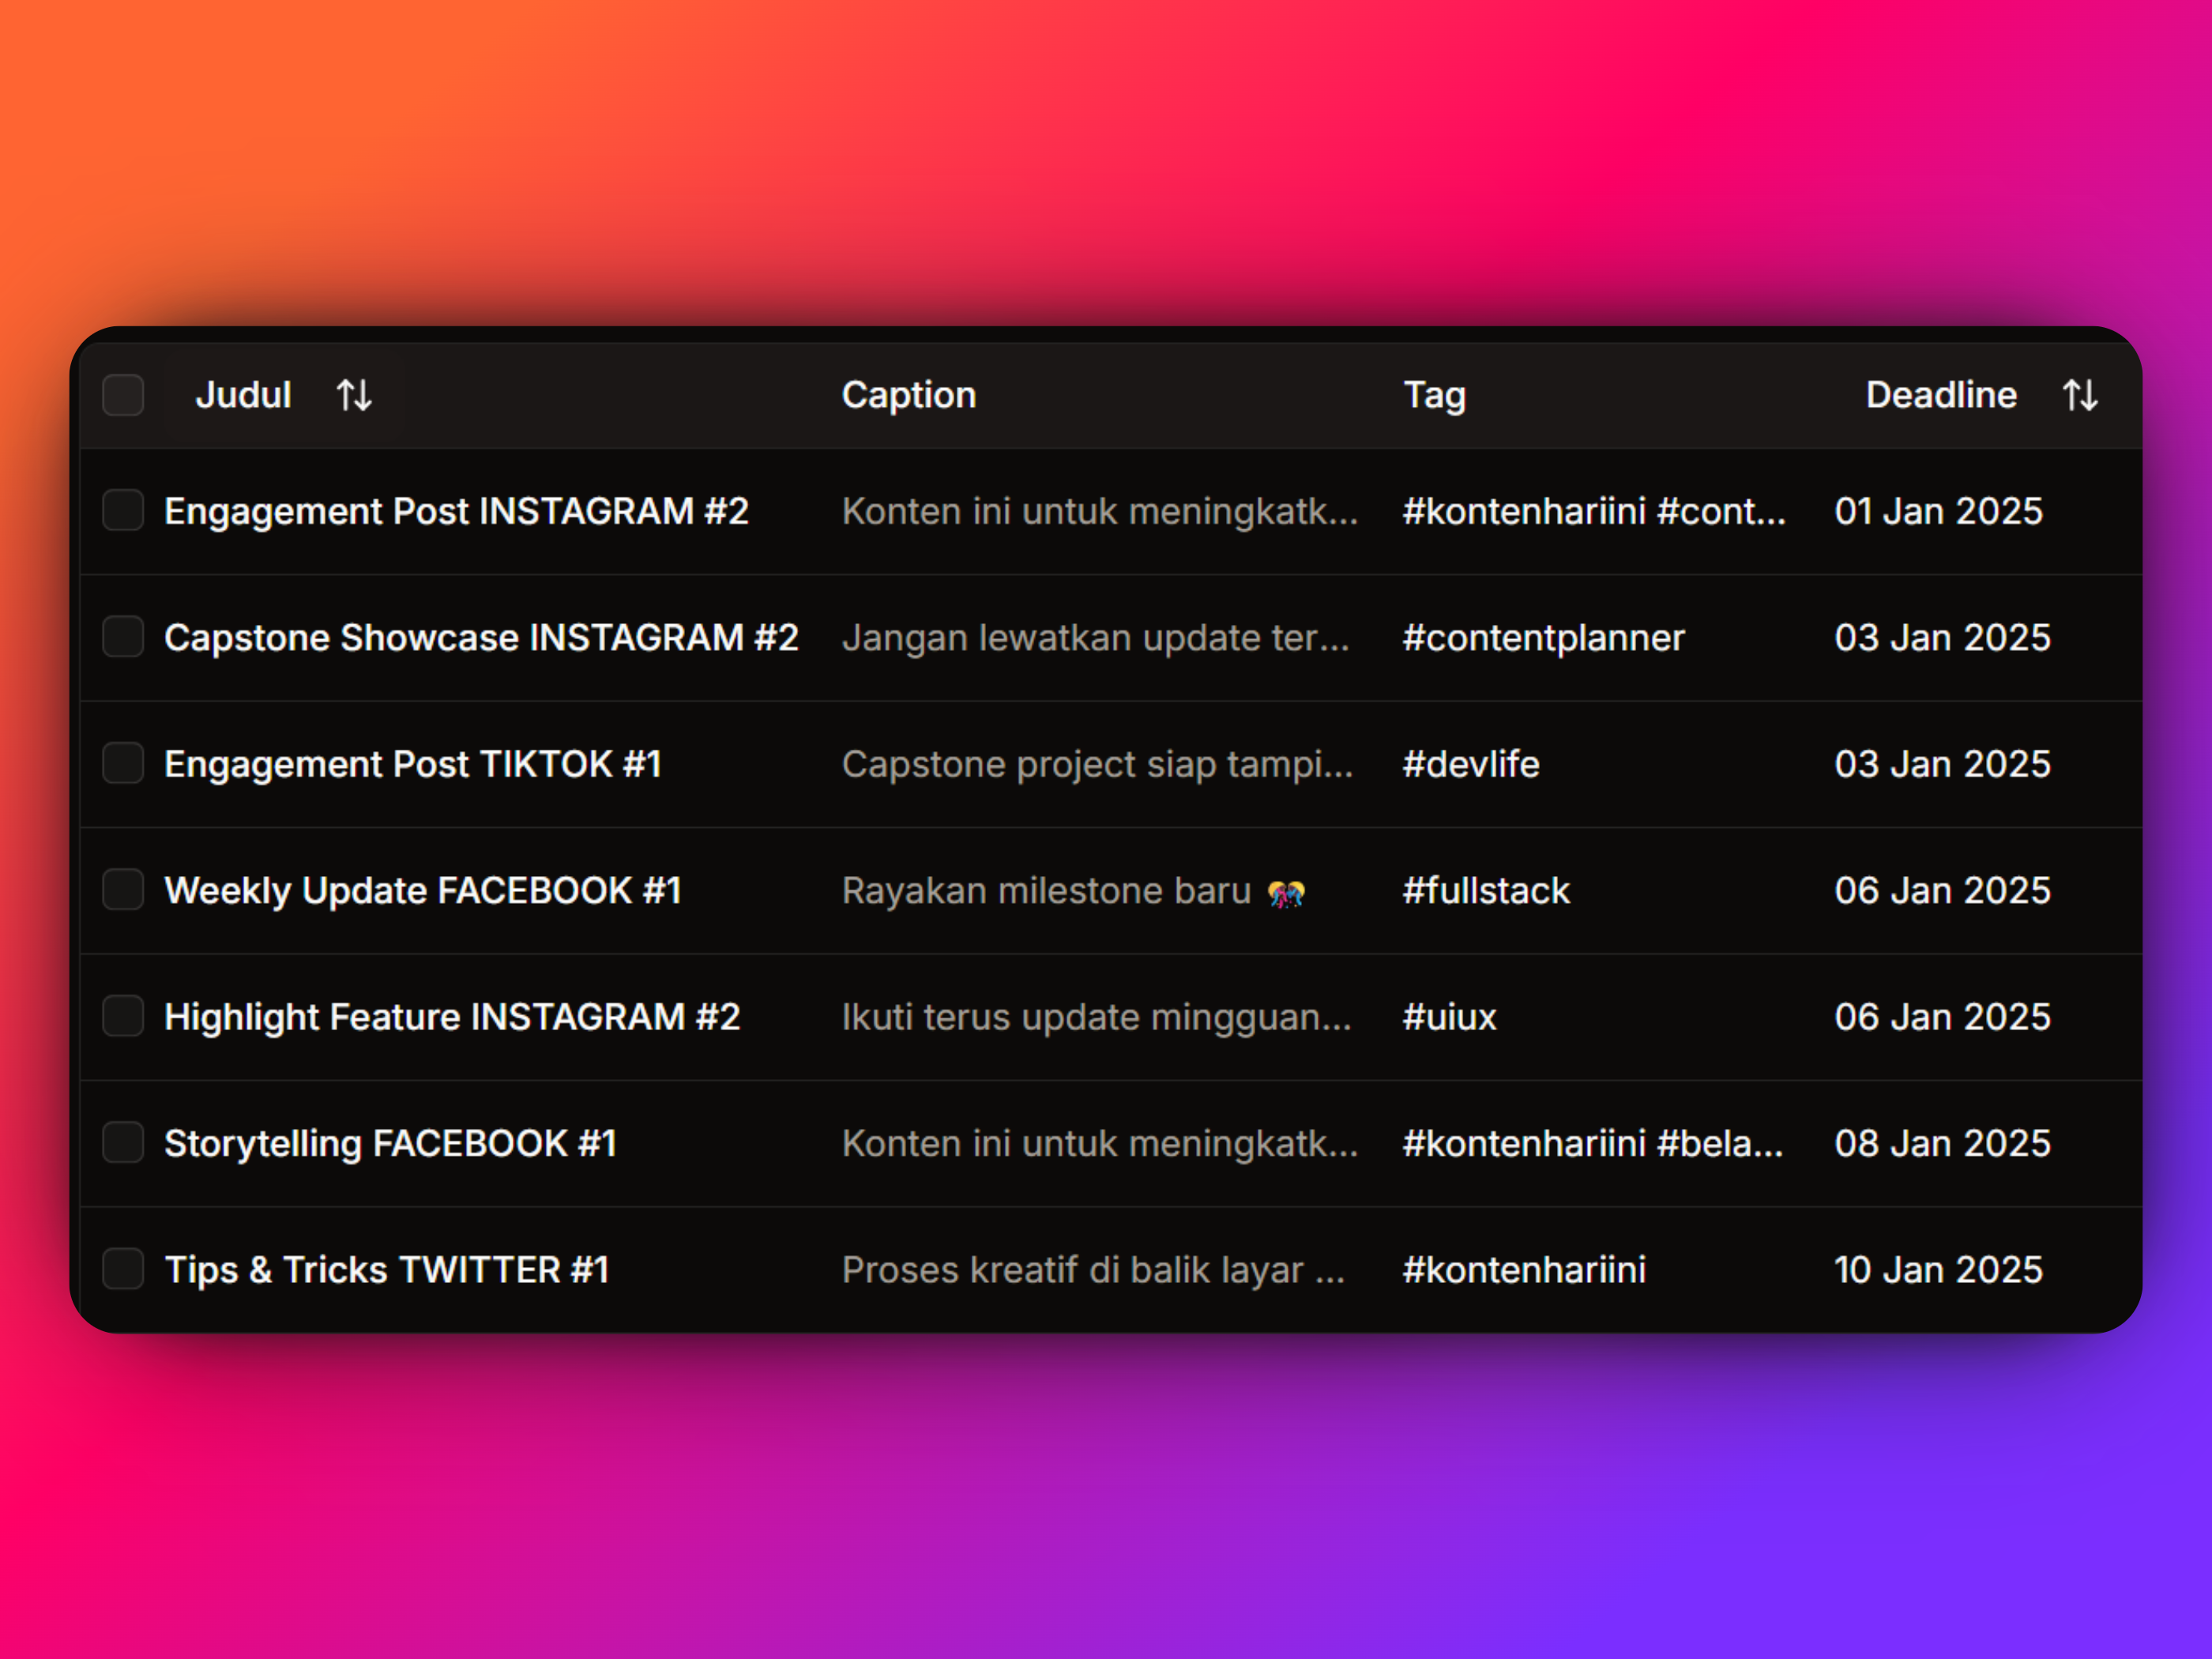 Judul Caption Tag Deadline
Engagement Post INSTAGRAM #2 Konten ini untuk meningkatk... #kontenhariini #cont... 01 Jan 2025
Capstone Showcase INSTAGRAM #2 Jangan lewatkan update ter... #contentplanner 03 Jan 2025
Engagement Post TIKTOK #1 Capstone project siap tampi... #devlife 03 Jan 2025
Weekly Update FACEBOOK #1 Rayakan milestone baru 🎊 #fullstack 06 Jan 2025
Highlight Feature INSTAGRAM #2 Ikuti terus update mingguan... #uiux 06 Jan 2025
Storytelling FACEBOOK #1 Konten ini untuk meningkatk... #kontenhariini #bela... 08 Jan 2025
Tips & Tricks TWITTER #1 Proses kreatif di balik layar ... #kontenhariini 10 Jan 2025